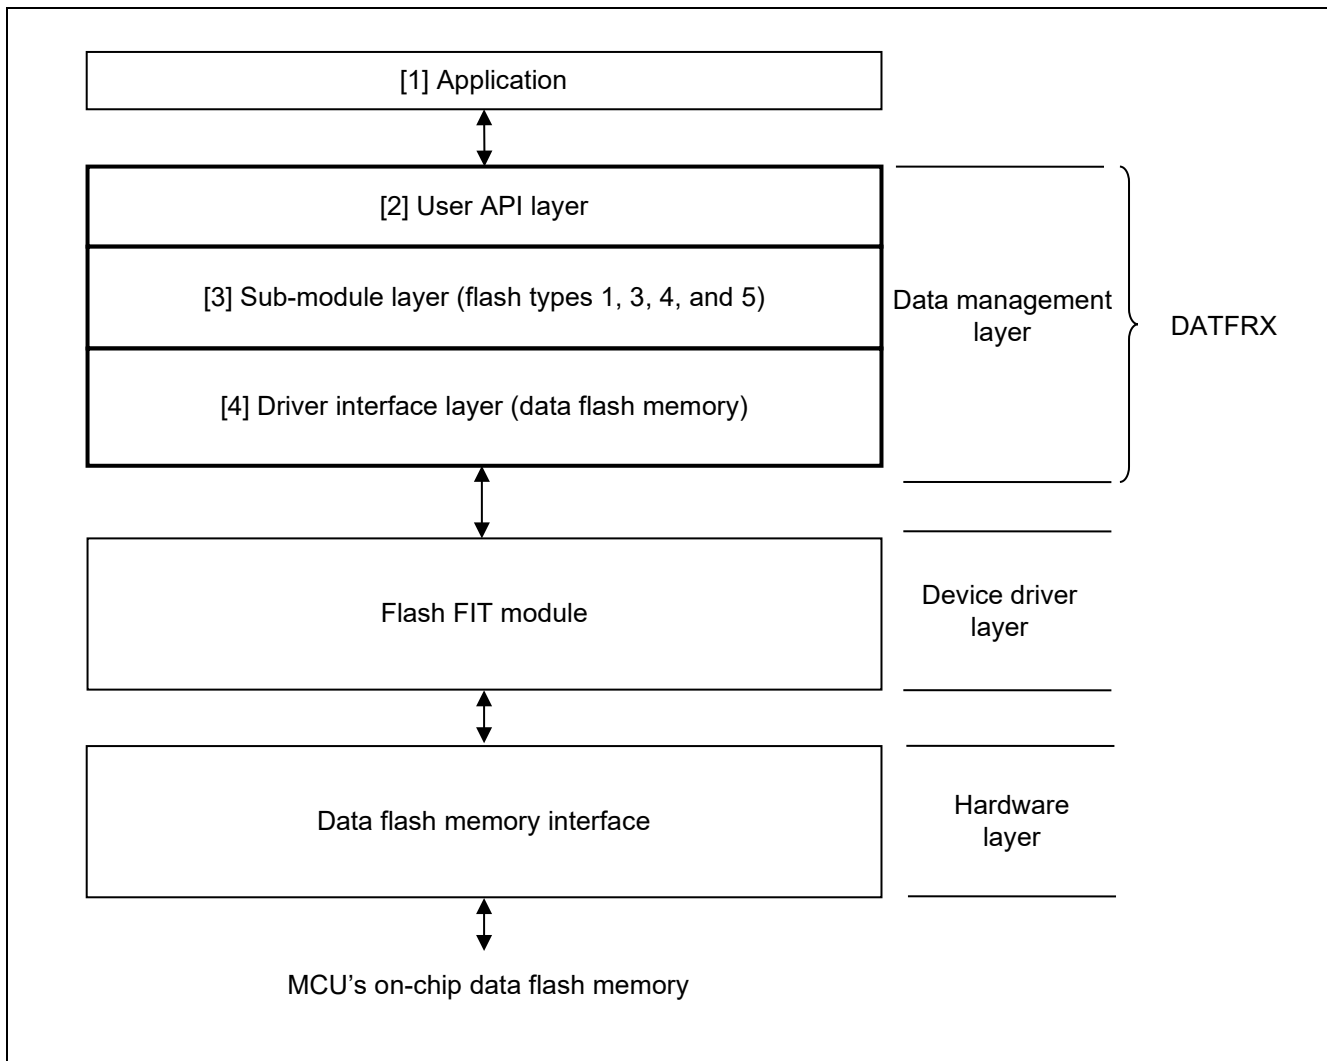 [1] Application
[2] User API layer
[3] Sub-module layer (flash types 1, 3, 4, and 5)
Data management
layer
DATFRX
[4] Driver interface layer (data flash memory)
Flash FIT module
Device driver
layer
Data flash memory interface
Hardware
layer
MCU’s on-chip data flash memory